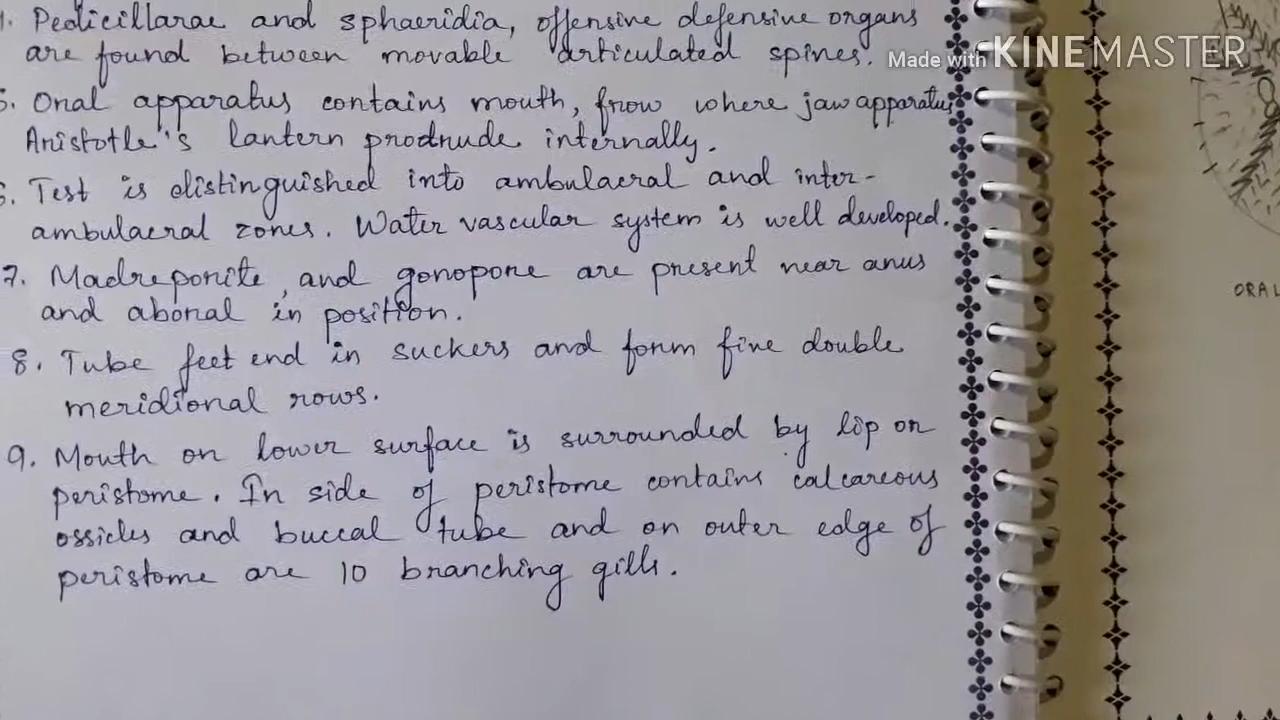 4. Pedicillarae and sphaeridia, offensive defensive organs
are found between movable articulated spines.
Made with KINEMASTER
5. Oral apparatus contains mouth, from where jaw apparatus
Aristotle's lantern protrude internally.
6. Test is distinguished into ambulacral and inter-
ambulacral zones. Water vascular system is well developed.
7. Madreporite, and gonopore are present near anus
and aboral in position.
8. Tube feet end in suckers and form five double
meridional rows.
9. Mouth on lower surface is surrounded by lip or
peristome. In side of peristome contains calcareous
ossicles and buccal tube and on outer edge of
peristome are 10 branching gills.
ORAL